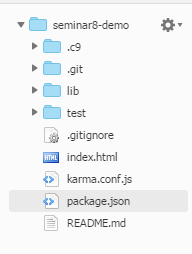 seminar8-demo
.c9
.git
lib
test
.gitignore
index.html
karma.conf.js
package.json
README.md